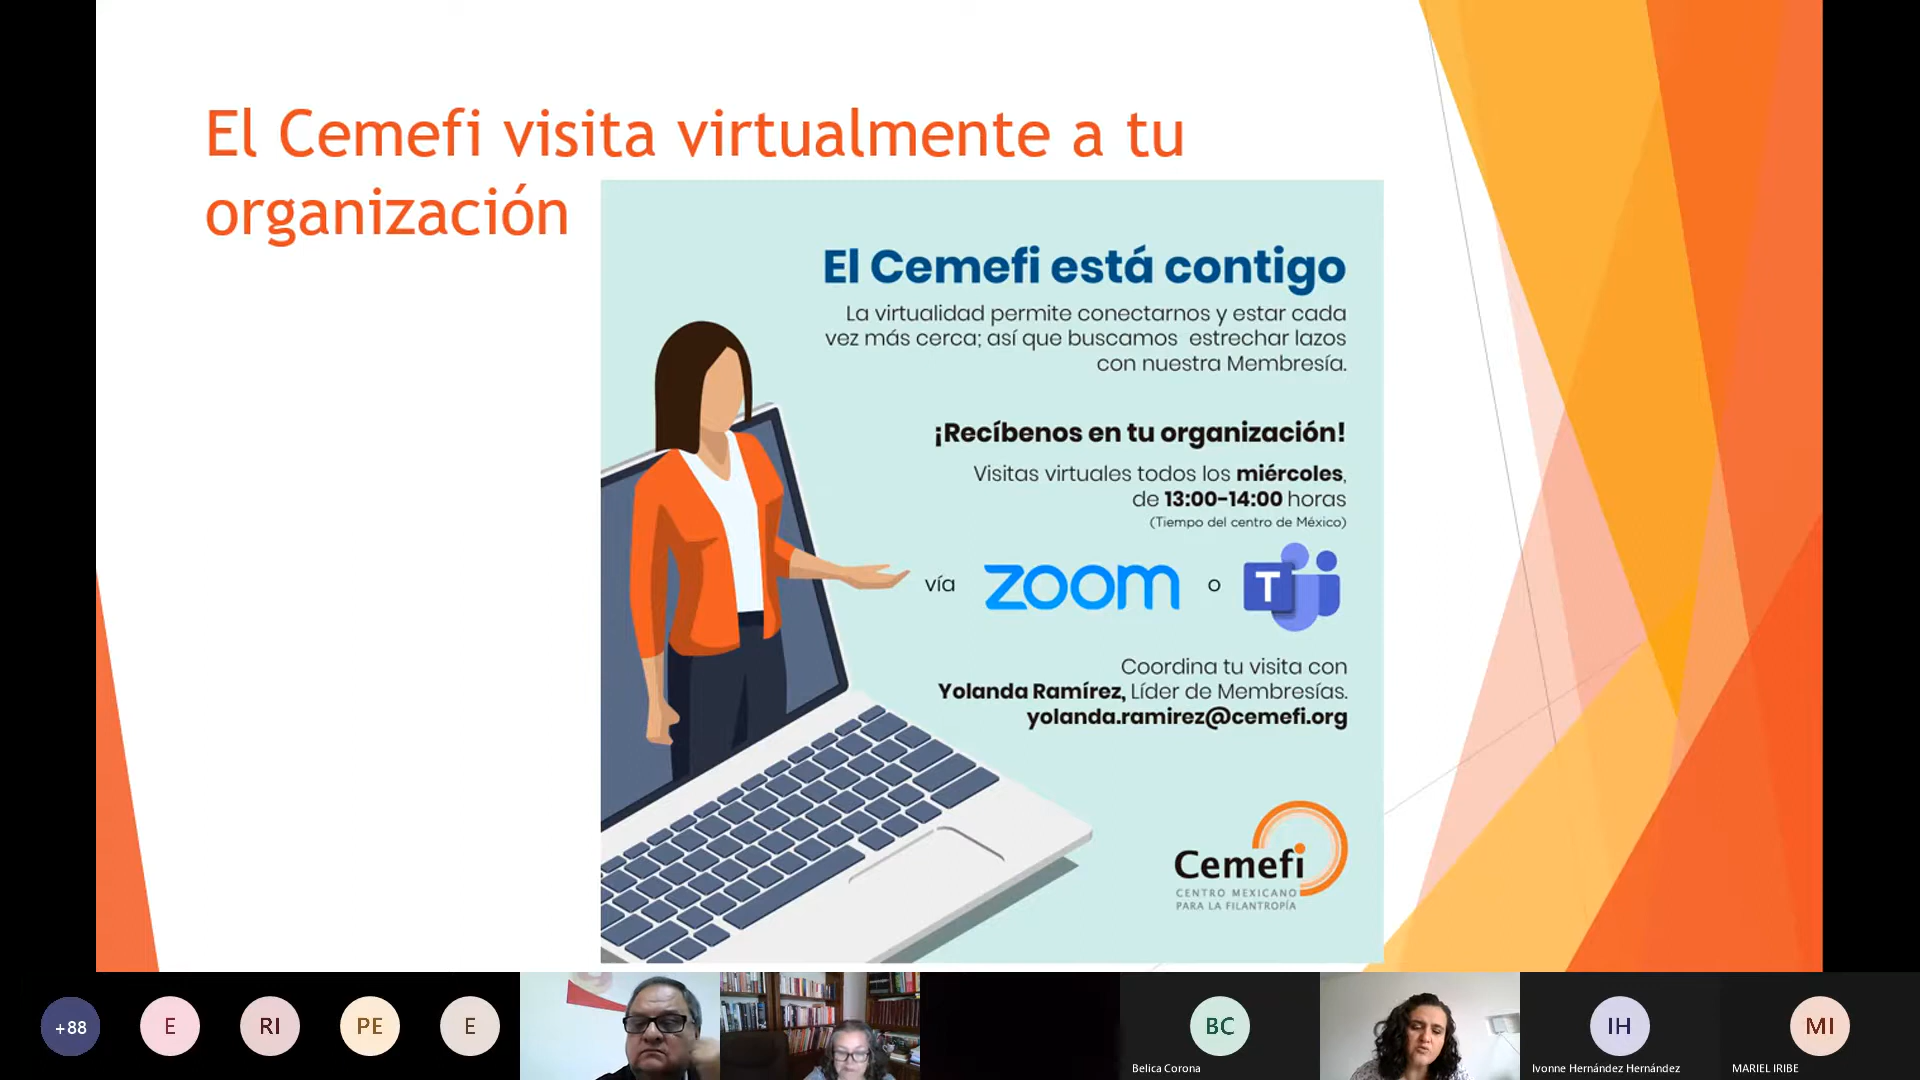 El Cemefi visita virtualmente a tu
organización
El Cemefi está contigo
La virtualidad permite conectarnos y estar cada
vez más cerca; así que buscamos estrechar lazos
con nuestra Membresía.
¡Recíbenos en tu organización!
Visitas virtuales todos los miércoles,
de 13:00-14:00 horas
(Tiempo del centro de México)
vía zoom o T
Coordina tu visita con
Yolanda Ramírez, Líder de Membresías.
yolanda.ramirez@cemefi.org
Cemefi
CENTRO MEXICANO
PARA LA FILANTROPÍA
+88
E
RI
PE
E
BC
Belica Corona
IH
Ivonne Hernández Hernández
MI
MARIEL IRIBE